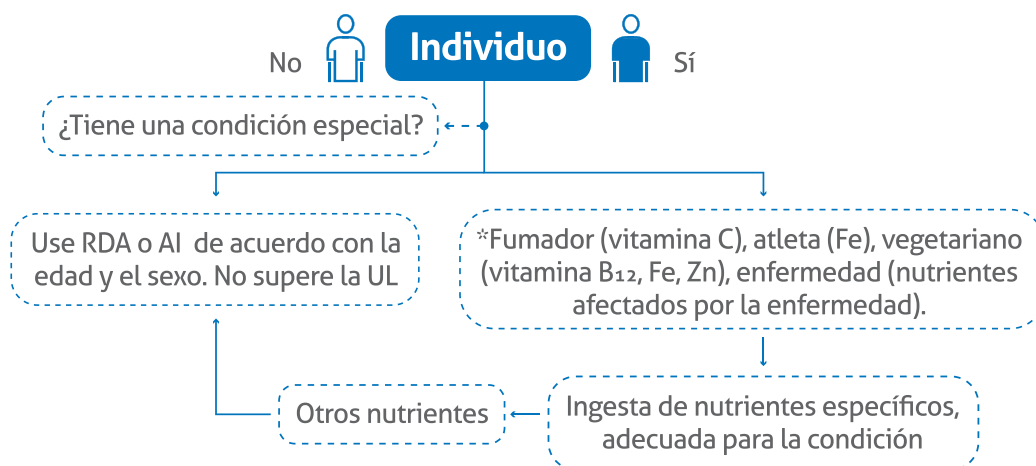 No
Individuo
Sí
¿Tiene una condición especial?
Use RDA o AI de acuerdo con la
edad y el sexo. No supere la UL
*Fumador (vitamina C), atleta (Fe), vegetariano
(vitamina B₁₂, Fe, Zn), enfermedad (nutrientes
afectados por la enfermedad).
Otros nutrientes
Ingesta de nutrientes específicos,
adecuada para la condición